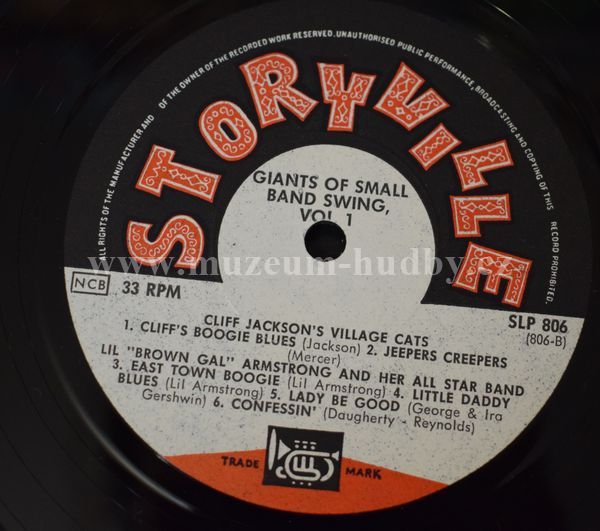 ALL RIGHTS OF THE MANUFACTURER AND OF THE OWNER OF THE RECORDED WORK RESERVED. UNAUTHORISED PUBLIC PERFORMANCE, BROADCASTING AND COPYING OF THIS RECORD PROHIBITED.
STORYVILLE
GIANTS OF SMALL
BAND SWING,
VOL. 1
www.muzeum-hudby.cz
NCB 33 RPM
SLP 806
(806-B)
CLIFF JACKSON'S VILLAGE CATS
1. CLIFF'S BOOGIE BLUES (Jackson) 2. JEEPERS CREEPERS
(Mercer)
LIL "BROWN GAL" ARMSTRONG AND HER ALL STAR BAND
3. EAST TOWN BOOGIE (Lil Armstrong) 4. LITTLE DADDY
BLUES (Lil Armstrong) 5. LADY BE GOOD (George & Ira
Gershwin) 6. CONFESSIN' (Daugherty - Reynolds)
TRADE MARK